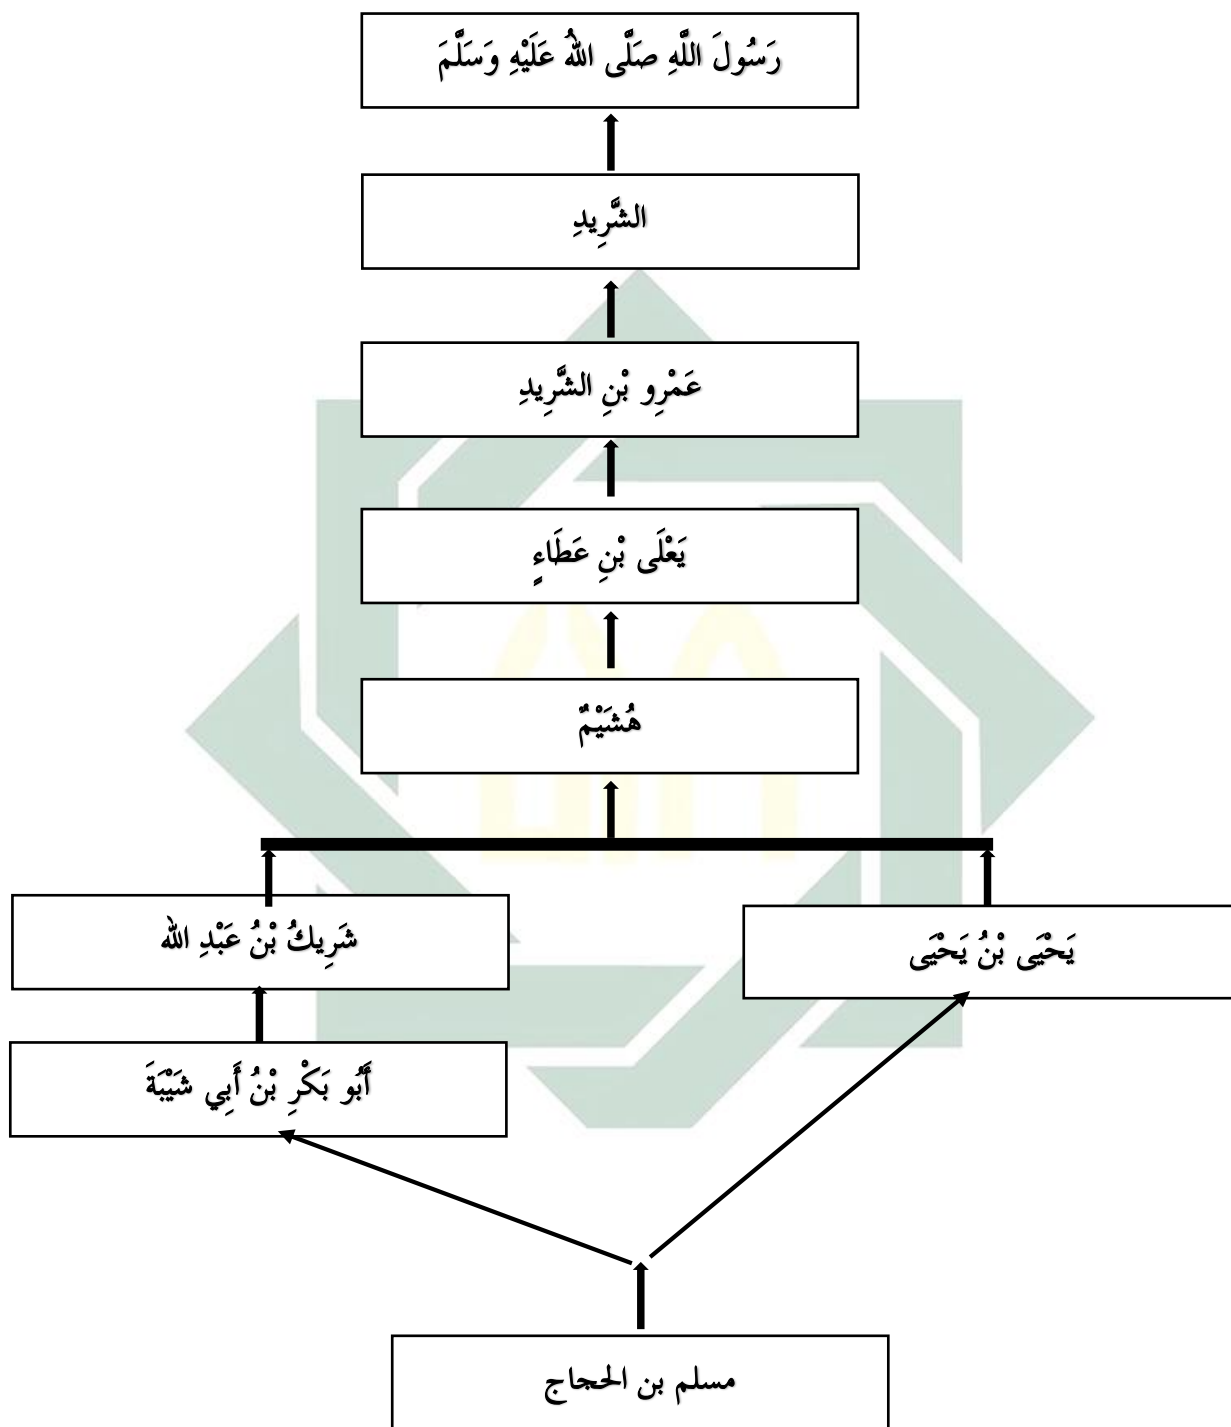 رَسُولَ اللَّهِ صَلَّى اللهُ عَلَيْهِ وَسَلَّمَ
الشَّرِيدِ
عَمْرِو بْنِ الشَّرِيدِ
يَعْلَى بْنِ عَطَاءٍ
هُشَيْمٌ
يَحْيَى بْنُ يَحْيَى
شَرِيكُ بْنُ عَبْدِ الله
أَبُو بَكْرِ بْنُ أَبِي شَيْبَةَ
مسلم بن الحجاج